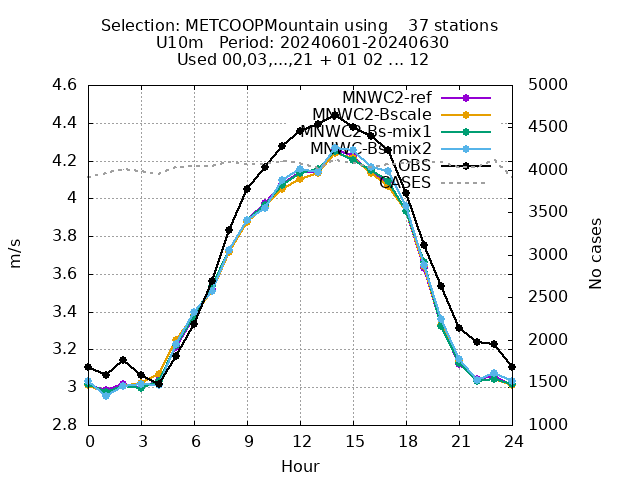 Selection: METCOOPMountain using    37 stations
U10m   Period: 20240601-20240630
Used 00,03,...,21 + 01 02 ... 12
4.6
4.4
4.2
4
3.8
3.6
3.4
3.2
3
2.8
5000
4500
4000
3500
3000
2500
2000
1500
1000
MNWC2-ref
MNWC2-Bscale
MNWC2-Bs-mix1
MNWC-Bs-mix2
OBS
CASES
m/s
No cases
0 3 6 9 12 15 18 21 24
Hour